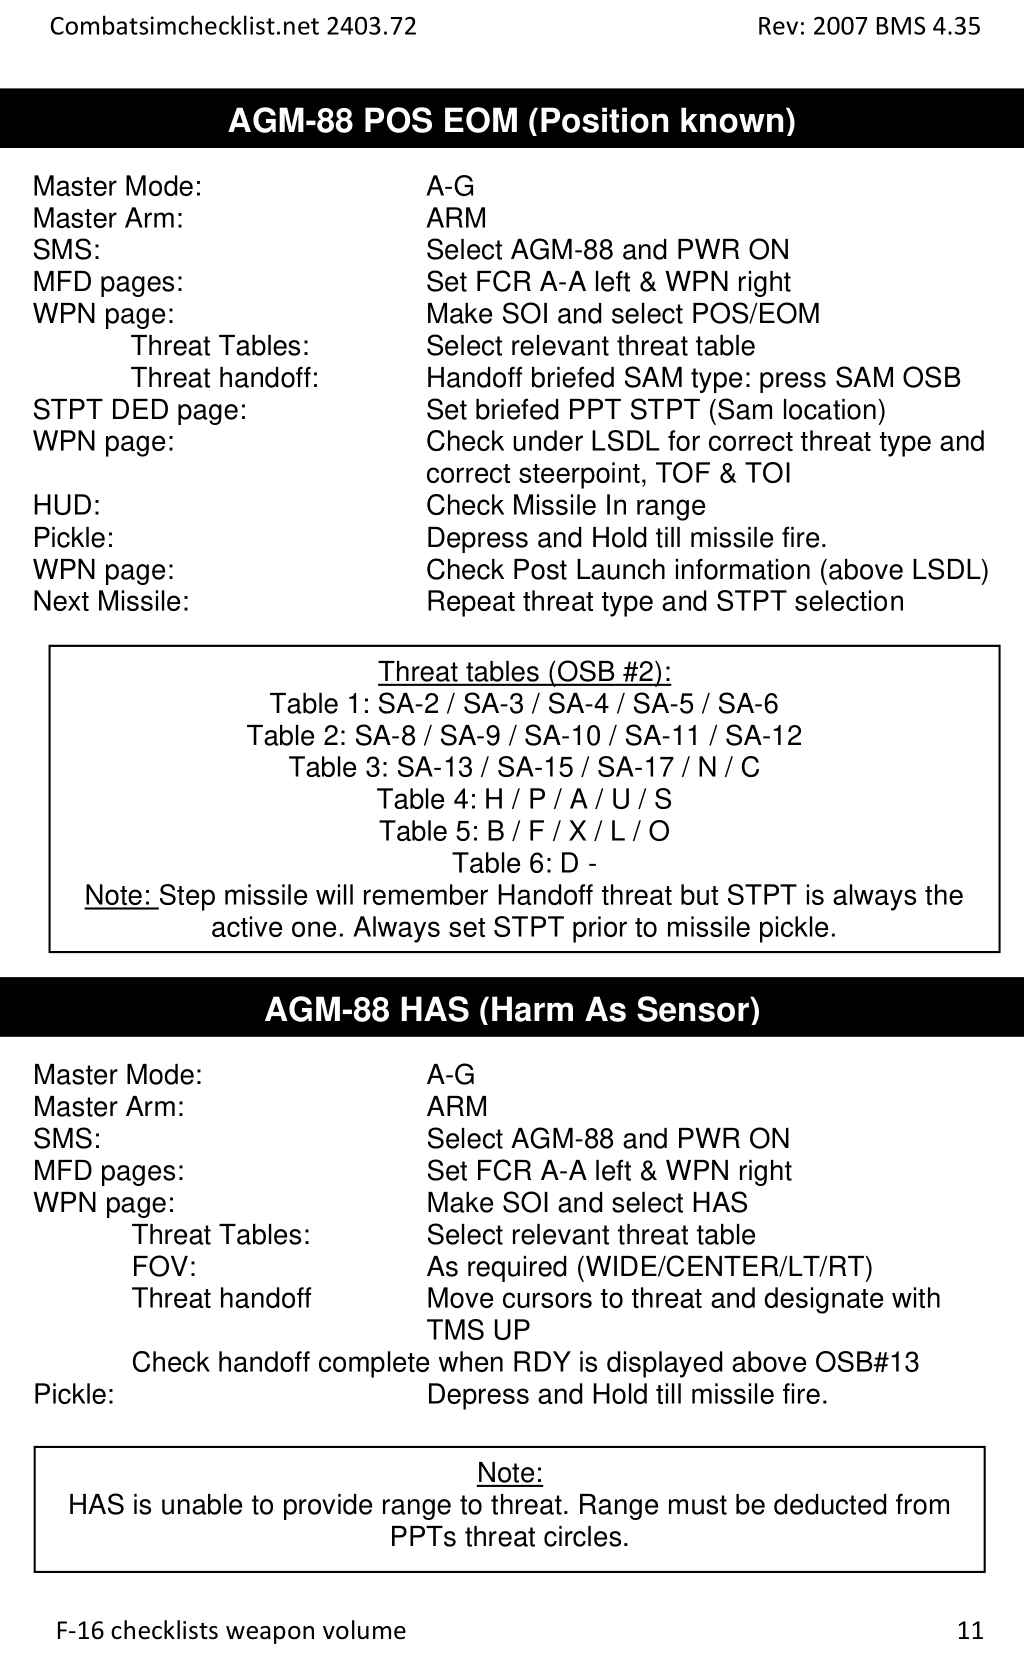 Combatsimchecklist.net 2403.72 Rev: 2007 BMS 4.35
AGM-88 POS EOM (Position known)
Master Mode: A-G
Master Arm: ARM
SMS: Select AGM-88 and PWR ON
MFD pages: Set FCR A-A left & WPN right
WPN page: Make SOI and select POS/EOM
Threat Tables: Select relevant threat table
Threat handoff: Handoff briefed SAM type: press SAM OSB
STPT DED page: Set briefed PPT STPT (Sam location)
WPN page: Check under LSDL for correct threat type and
correct steerpoint, TOF & TOI
HUD: Check Missile In range
Pickle: Depress and Hold till missile fire.
WPN page: Check Post Launch information (above LSDL)
Next Missile: Repeat threat type and STPT selection
Threat tables (OSB #2):
Table 1: SA-2 / SA-3 / SA-4 / SA-5 / SA-6
Table 2: SA-8 / SA-9 / SA-10 / SA-11 / SA-12
Table 3: SA-13 / SA-15 / SA-17 / N / C
Table 4: H / P / A / U / S
Table 5: B / F / X / L / O
Table 6: D -
Note: Step missile will remember Handoff threat but STPT is always the
active one. Always set STPT prior to missile pickle.
AGM-88 HAS (Harm As Sensor)
Master Mode: A-G
Master Arm: ARM
SMS: Select AGM-88 and PWR ON
MFD pages: Set FCR A-A left & WPN right
WPN page: Make SOI and select HAS
Threat Tables: Select relevant threat table
FOV: As required (WIDE/CENTER/LT/RT)
Threat handoff Move cursors to threat and designate with
TMS UP
Check handoff complete when RDY is displayed above OSB#13
Pickle: Depress and Hold till missile fire.
Note:
HAS is unable to provide range to threat. Range must be deducted from
PPTs threat circles.
F-16 checklists weapon volume 11